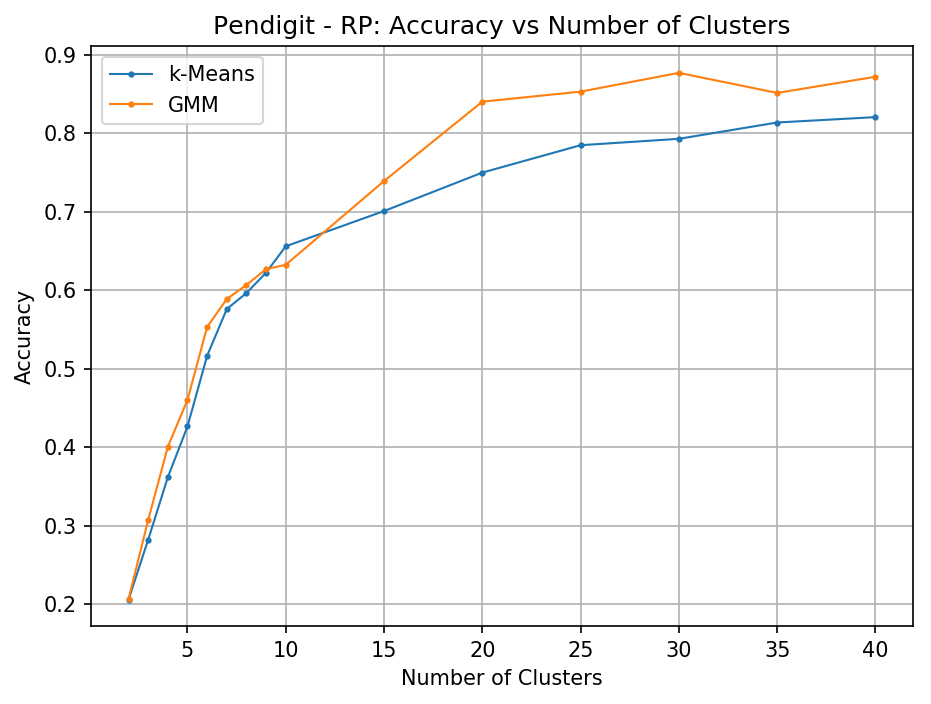 Pendigit - RP: Accuracy vs Number of Clusters
k-Means
GMM
0.9
0.8
0.7
0.6
0.5
0.4
0.3
0.2
Accuracy
5 10 15 20 25 30 35 40
Number of Clusters